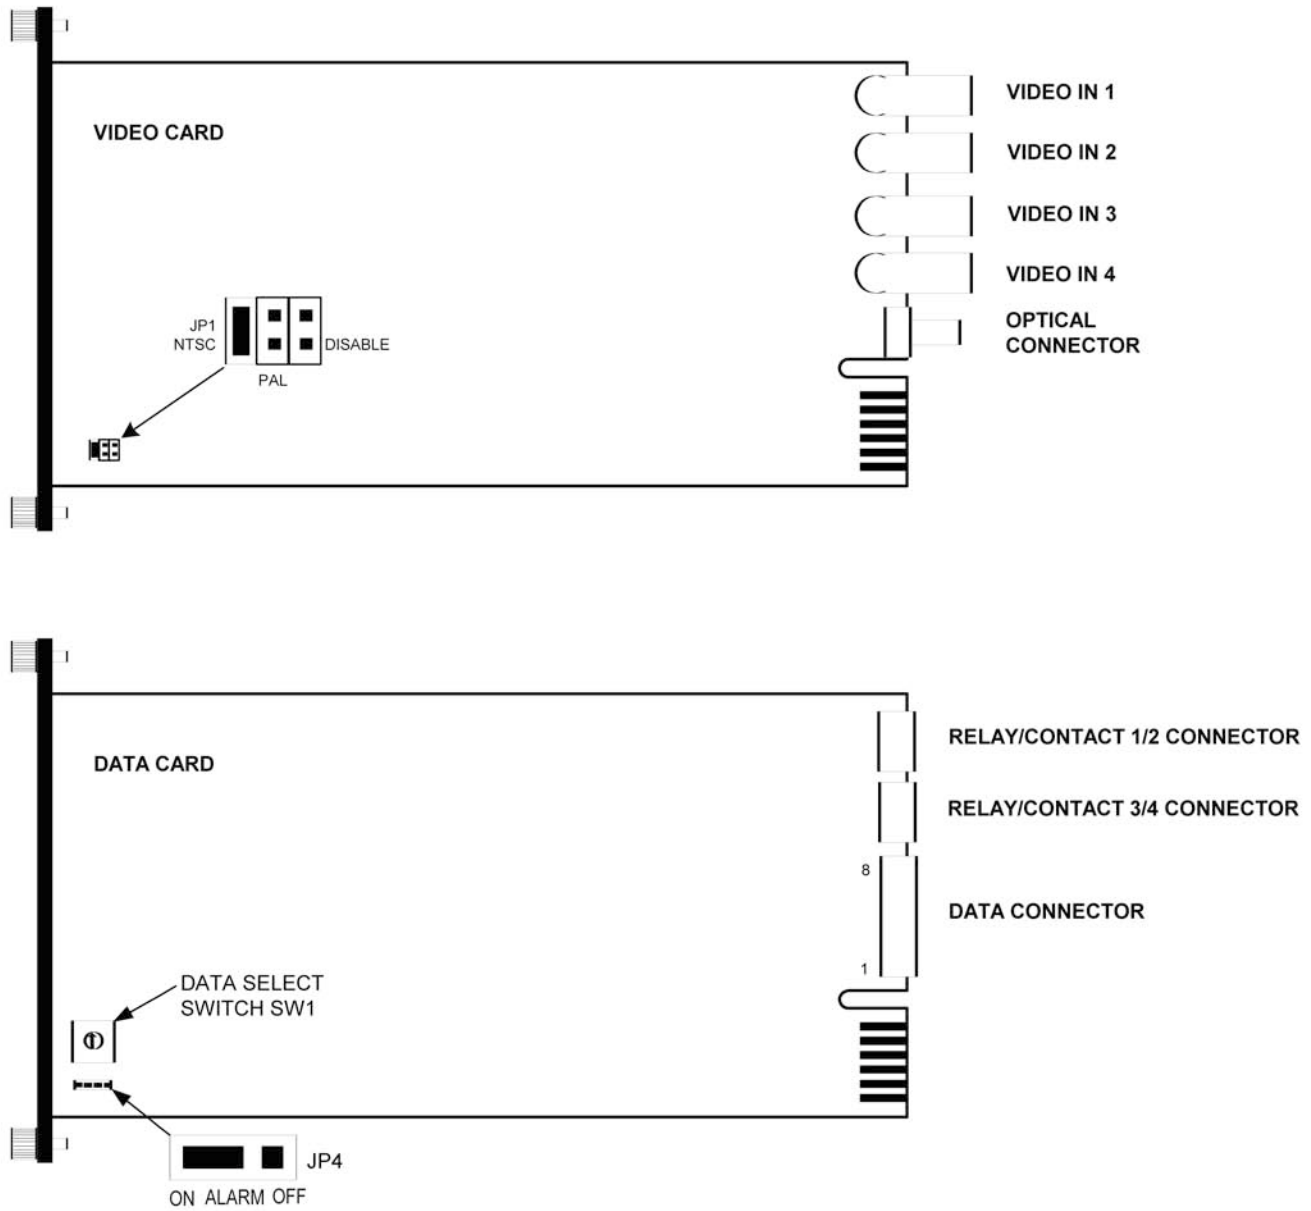 VIDEO CARD
VIDEO IN 1
VIDEO IN 2
VIDEO IN 3
VIDEO IN 4
OPTICAL
CONNECTOR
JP1
NTSC
DISABLE
PAL
DATA CARD
RELAY/CONTACT 1/2 CONNECTOR
RELAY/CONTACT 3/4 CONNECTOR
8
DATA CONNECTOR
1
DATA SELECT
SWITCH SW1
JP4
ON ALARM OFF